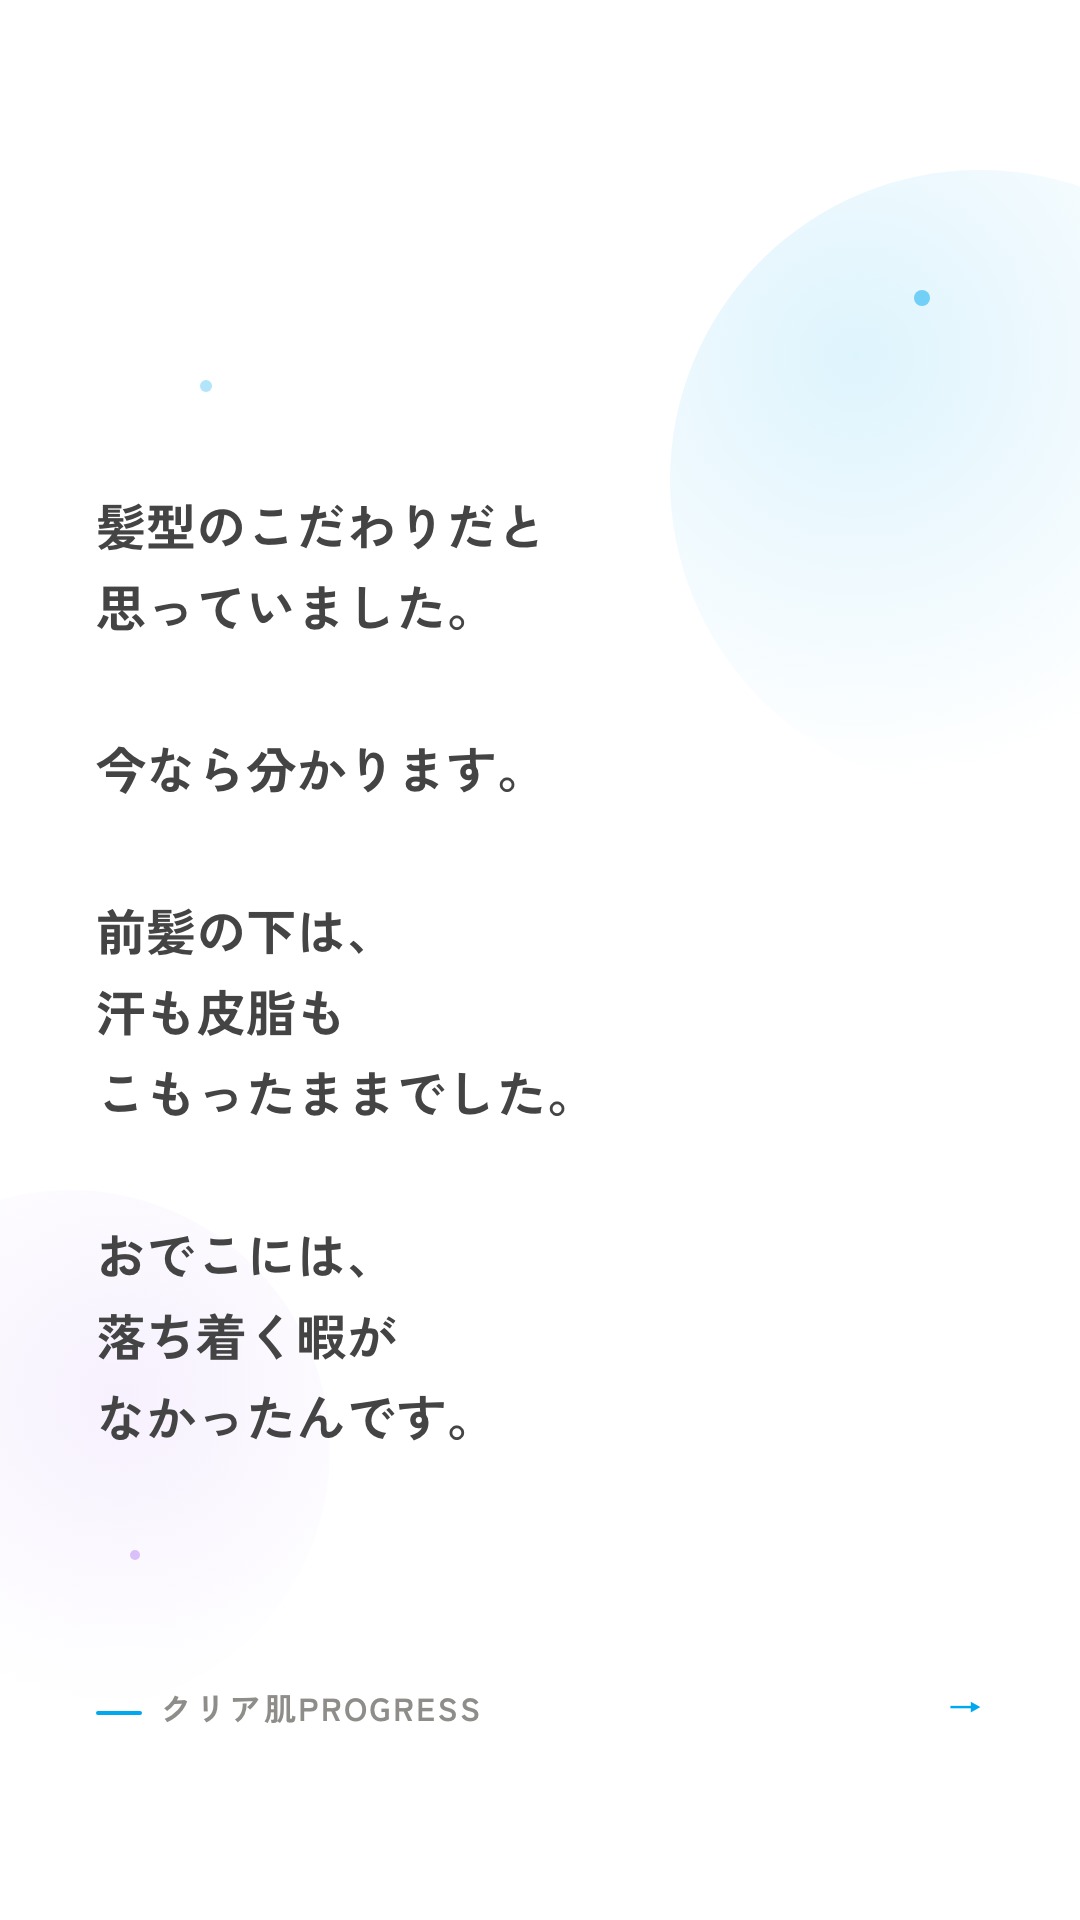 髪型のこだわりだと
思っていました。
今なら分かります。
前髪の下は、
汗も皮脂も
こもったままでした。
おでこには、
落ち着く暇が
なかったんです。
クリア肌PROGRESS
→